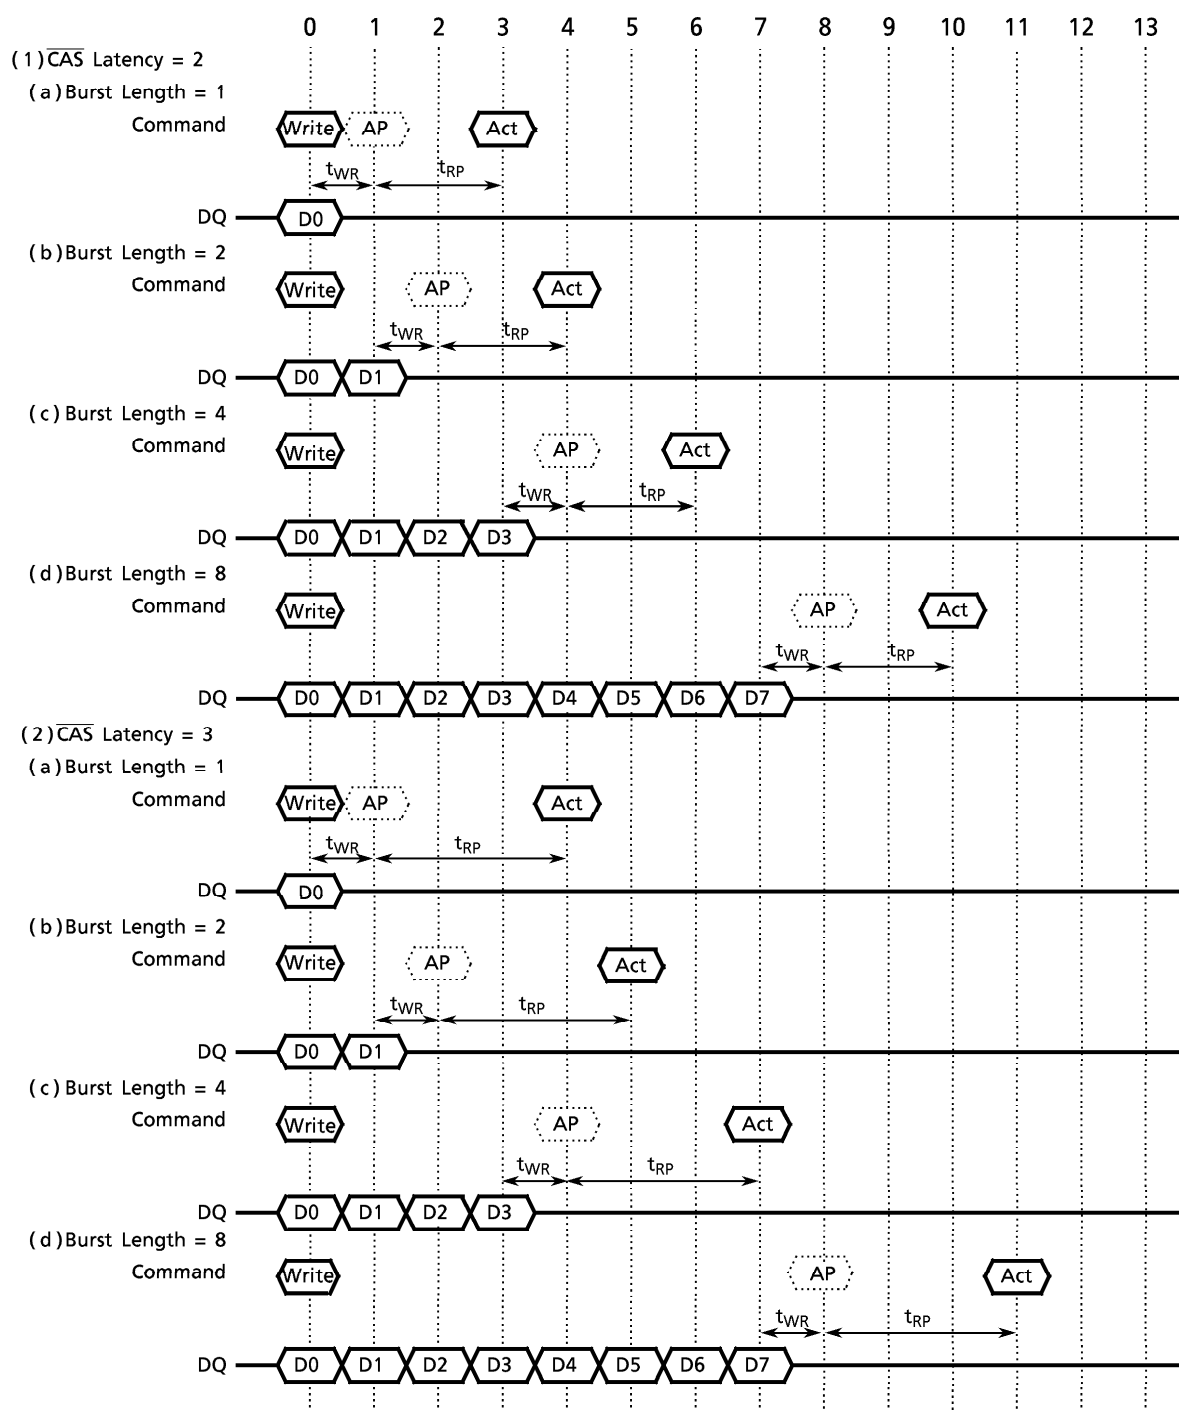 0 1 2 3 4 5 6 7 8 9 10 11 12 13
(1) CAS Latency = 2
(a) Burst Length = 1
Command Write AP Act
tWR tRP
DQ D0
(b) Burst Length = 2
Command Write AP Act
tWR tRP
DQ D0 D1
(c) Burst Length = 4
Command Write AP Act
tWR tRP
DQ D0 D1 D2 D3
(d) Burst Length = 8
Command Write AP Act
tWR tRP
DQ D0 D1 D2 D3 D4 D5 D6 D7
(2) CAS Latency = 3
(a) Burst Length = 1
Command Write AP Act
tWR tRP
DQ D0
(b) Burst Length = 2
Command Write AP Act
tWR tRP
DQ D0 D1
(c) Burst Length = 4
Command Write AP Act
tWR tRP
DQ D0 D1 D2 D3
(d) Burst Length = 8
Command Write AP Act
tWR tRP
DQ D0 D1 D2 D3 D4 D5 D6 D7